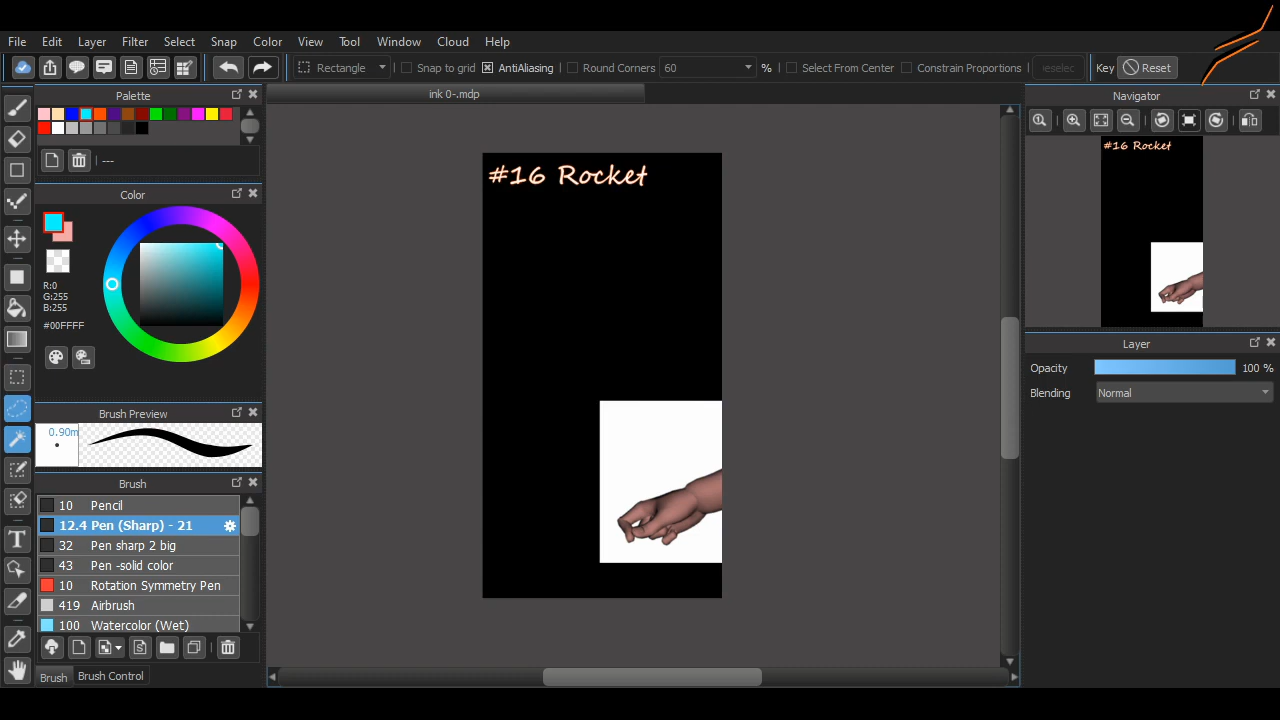 File Edit Layer Filter Select Snap Color View Tool Window Cloud Help
Rectangle Snap to grid AntiAliasing Round Corners 60 % Select From Center Constrain Proportions Key Reset
Palette
ink 0-.mdp
Navigator
#16 Rocket
---
#16 Rocket
Color
R:0
G:255
B:255
#00FFFF
Layer
Opacity 100 %
Blending Normal
Brush Preview
Brush
10 Pencil
12.4 Pen (Sharp) - 21
32 Pen sharp 2 big
43 Pen -solid color
10 Rotation Symmetry Pen
419 Airbrush
100 Watercolor (Wet)
Brush Brush Control